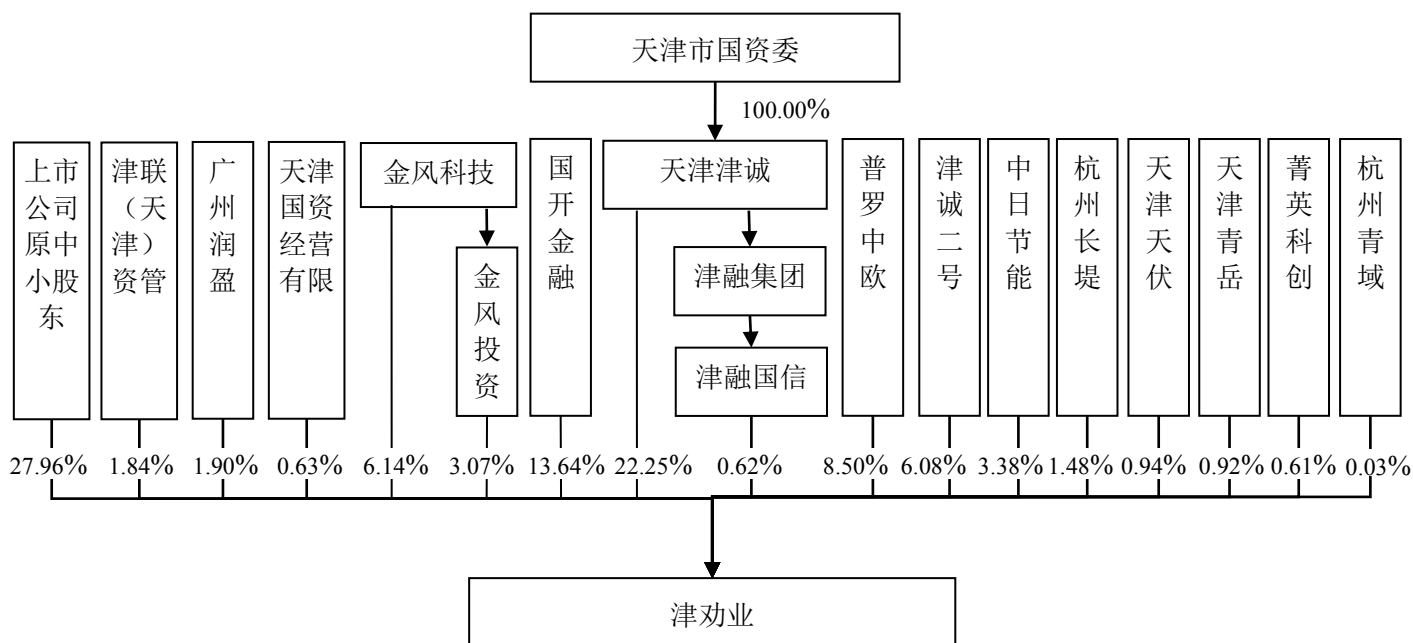 天津市国资委
100.00%
上市
公司
原中
小股
东
津联
（天
津）
资管
广
州
润
盈
天津
国资
经营
有限
金风科技
金
风
投
资
国
开
金
融
天津津诚
津融集团
津融国信
普
罗
中
欧
津
诚
二
号
中
日
节
能
杭
州
长
堤
天
津
天
伏
天
津
青
岳
菁
英
科
创
杭
州
青
域
27.96%
1.84%
1.90%
0.63%
6.14%
3.07%
13.64%
22.25%
0.62%
8.50%
6.08%
3.38%
1.48%
0.94%
0.92%
0.61%
0.03%
津劝业